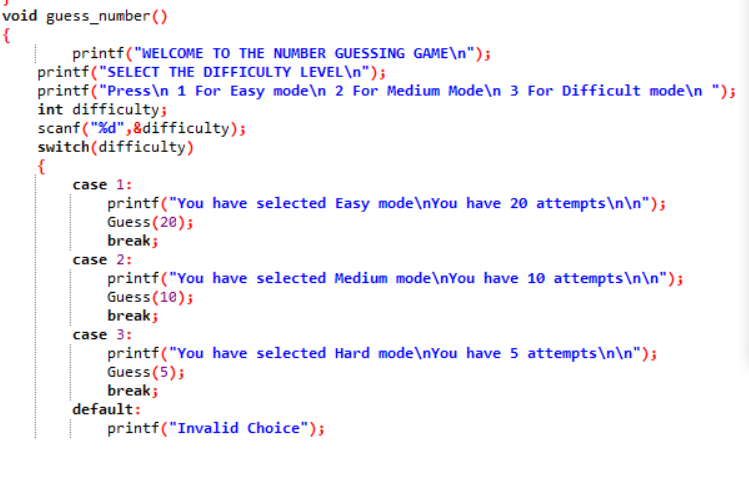 }
void guess_number()
{
printf("WELCOME TO THE NUMBER GUESSING GAME\n");
printf("SELECT THE DIFFICULTY LEVEL\n");
printf("Press\n 1 For Easy mode\n 2 For Medium Mode\n 3 For Difficult mode\n ");
int difficulty;
scanf("%d",&difficulty);
switch(difficulty)
{
case 1:
printf("You have selected Easy mode\nYou have 20 attempts\n\n");
Guess(20);
break;
case 2:
printf("You have selected Medium mode\nYou have 10 attempts\n\n");
Guess(10);
break;
case 3:
printf("You have selected Hard mode\nYou have 5 attempts\n\n");
Guess(5);
break;
default:
printf("Invalid Choice");